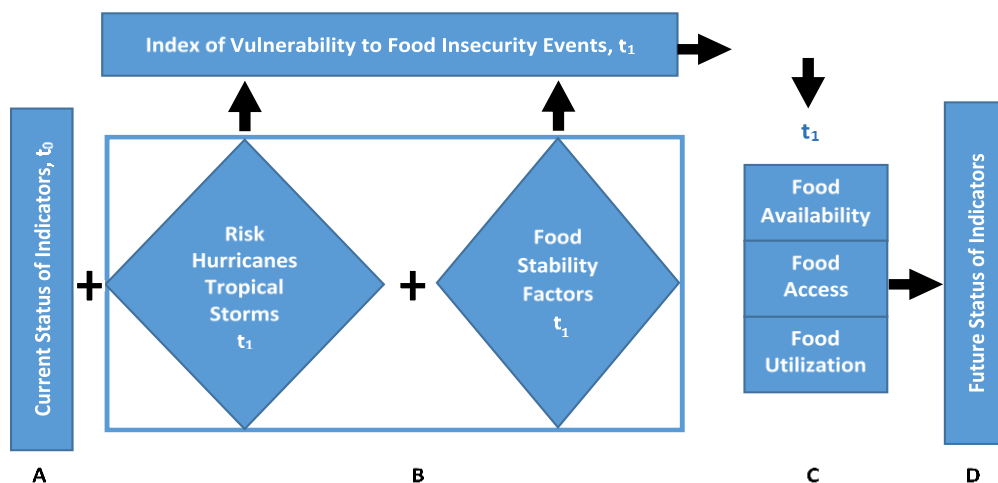 Index of Vulnerability to Food Insecurity Events, t₁
Current Status of Indicators, t₀
+
Risk
Hurricanes
Tropical
Storms
t₁
+
Food
Stability
Factors
t₁
t₁
Food
Availability
Food
Access
Food
Utilization
Future Status of Indicators
A
B
C
D